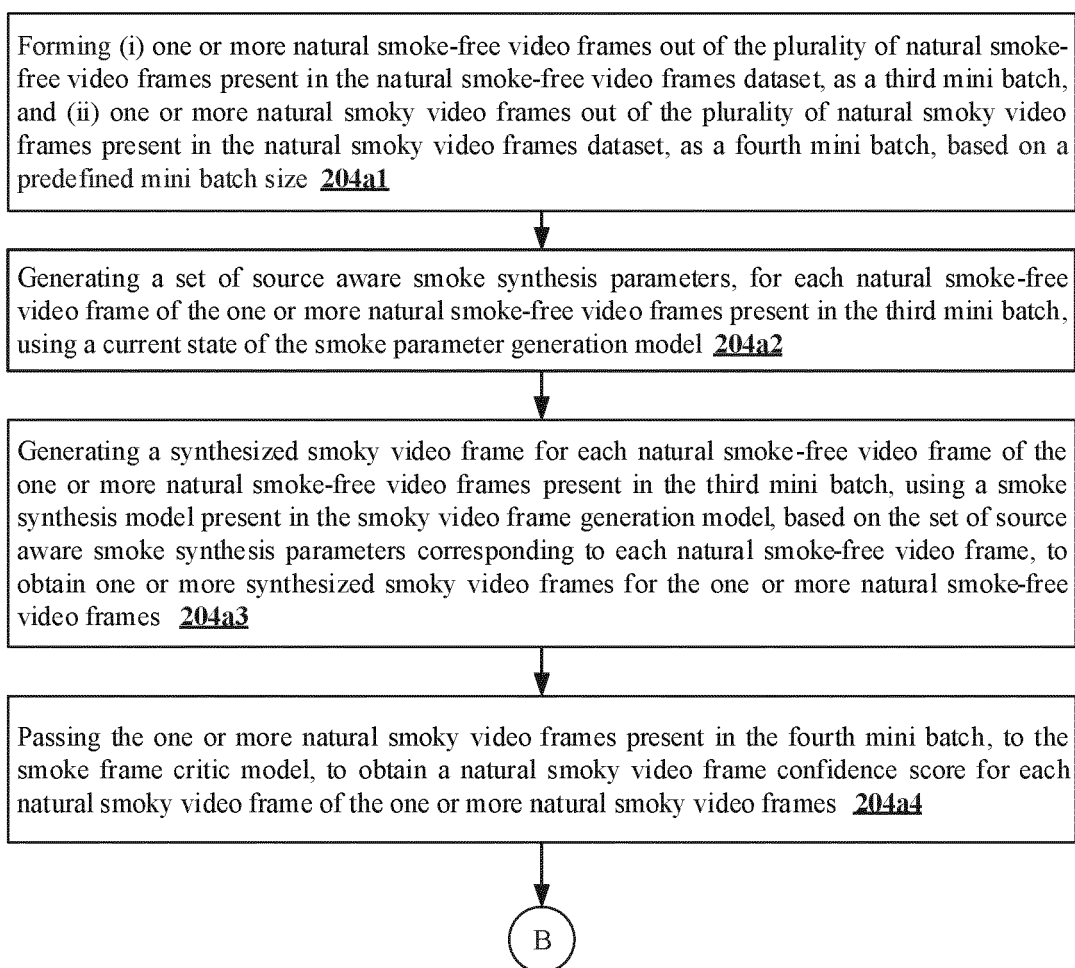 Forming (i) one or more natural smoke-free video frames out of the plurality of natural smoke-
free video frames present in the natural smoke-free video frames dataset, as a third mini batch,
and (ii) one or more natural smoky video frames out of the plurality of natural smoky video
frames present in the natural smoky video frames dataset, as a fourth mini batch, based on a
predefined mini batch size 204a1
Generating a set of source aware smoke synthesis parameters, for each natural smoke-free
video frame of the one or more natural smoke-free video frames present in the third mini batch,
using a current state of the smoke parameter generation model 204a2
Generating a synthesized smoky video frame for each natural smoke-free video frame of the
one or more natural smoke-free video frames present in the third mini batch, using a smoke
synthesis model present in the smoky video frame generation model, based on the set of source
aware smoke synthesis parameters corresponding to each natural smoke-free video frame, to
obtain one or more synthesized smoky video frames for the one or more natural smoke-free
video frames 204a3
Passing the one or more natural smoky video frames present in the fourth mini batch, to the
smoke frame critic model, to obtain a natural smoky video frame confidence score for each
natural smoky video frame of the one or more natural smoky video frames 204a4
B